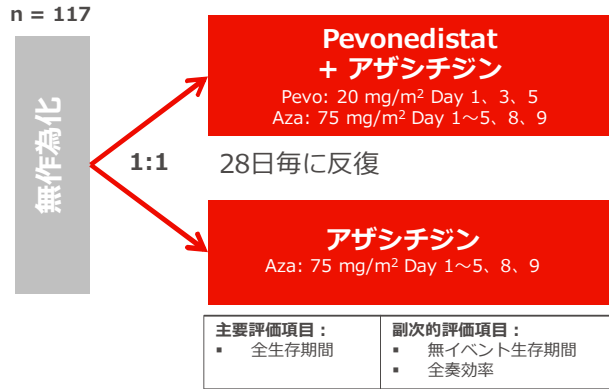 n = 117
無作為化
1:1
Pevonedistat
+ アザシチジン
Pevo: 20 mg/m² Day 1、3、5
Aza: 75 mg/m² Day 1～5、8、9
28日毎に反復
アザシチジン
Aza: 75 mg/m² Day 1～5、8、9
主要評価項目：
▪ 全生存期間
副次的評価項目：
▪ 無イベント生存期間
▪ 全奏効率